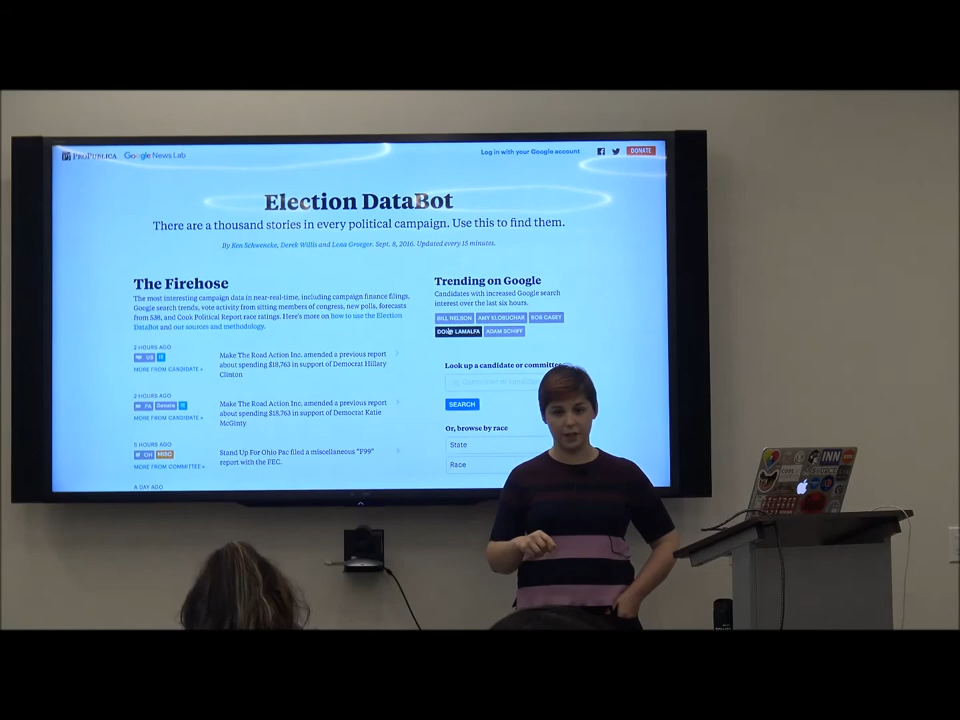 PROPUBLICA Google News Lab
Log in with your Google account DONATE
Election DataBot
There are a thousand stories in every political campaign. Use this to find them.
By Ken Schwencke, Derek Willis and Lena Groeger. Sept. 8, 2016. Updated every 15 minutes.
The Firehose
The most interesting campaign data in near-real-time, including campaign finance filings,
Google search trends, vote activity from sitting members of congress, new polls, forecasts
from 538, and Cook Political Report race ratings. Here's more on how to use the Election
DataBot and our sources and methodology.
2 HOURS AGO
US
MORE FROM CANDIDATE
Make The Road Action Inc. amended a previous report
about spending $18,763 in support of Democrat Hillary
Clinton
2 HOURS AGO
PA Senate
MORE FROM CANDIDATE
Make The Road Action Inc. amended a previous report
about spending $18,763 in support of Democrat Katie
McGinty
5 HOURS AGO
OH MISC
MORE FROM COMMITTEE
Stand Up For Ohio Pac filed a miscellaneous "F99"
report with the FEC.
A DAY AGO
Trending on Google
Candidates with increased Google search
interest over the last six hours.
BILL NELSON AMY KLOBUCHAR BOB CASEY
DOUG LAMALFA ADAM SCHIFF
Look up a candidate or committee
SEARCH
Or, browse by race
State
Race
INN